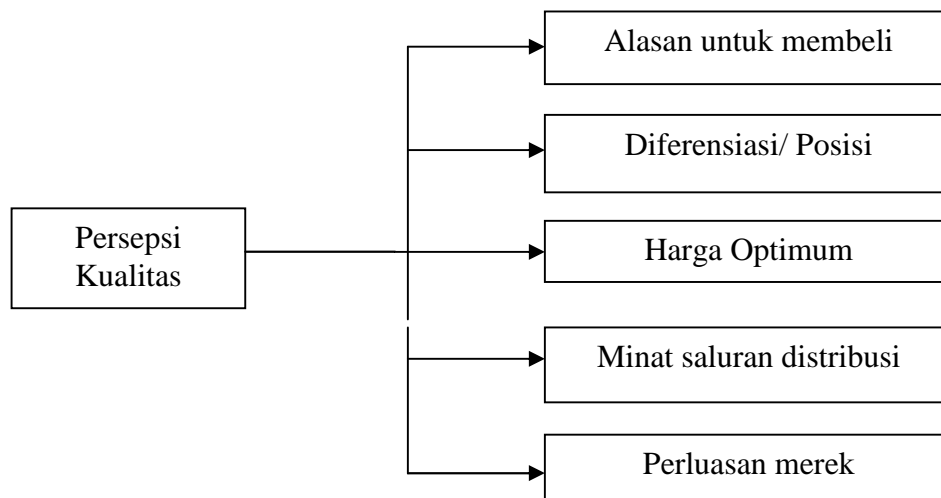 Alasan untuk membeli
Diferensiasi/ Posisi
Persepsi
Kualitas
Harga Optimum
Minat saluran distribusi
Perluasan merek